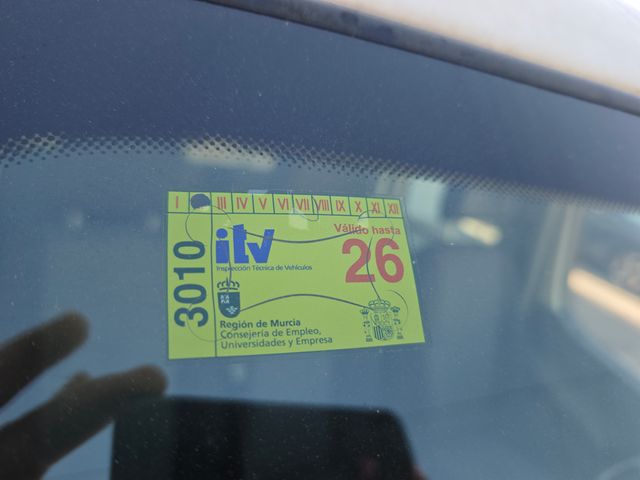 I III IV V VI VII VIII IX X XI XII
3010
itv
Inspección Técnica de Vehículos
Válido hasta
26
Región de Murcia
Consejería de Empleo,
Universidades y Empresa